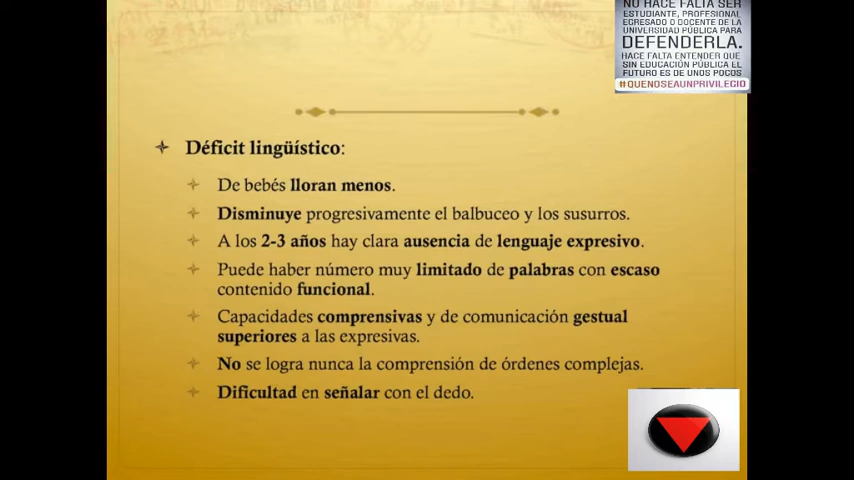 NO HACE FALTA SER
ESTUDIANTE, PROFESIONAL
EGRESADO O DOCENTE DE LA
UNIVERSIDAD PÚBLICA PARA
DEFENDERLA.
HACE FALTA ENTENDER QUE
SIN EDUCACIÓN PÚBLICA EL
FUTURO ES DE UNOS POCOS
#QUENOSEAUNPRIVILEGIO
Déficit lingüístico:
De bebés lloran menos.
Disminuye progresivamente el balbuceo y los susurros.
A los 2-3 años hay clara ausencia de lenguaje expresivo.
Puede haber número muy limitado de palabras con escaso
contenido funcional.
Capacidades comprensivas y de comunicación gestual
superiores a las expresivas.
No se logra nunca la comprensión de órdenes complejas.
Dificultad en señalar con el dedo.